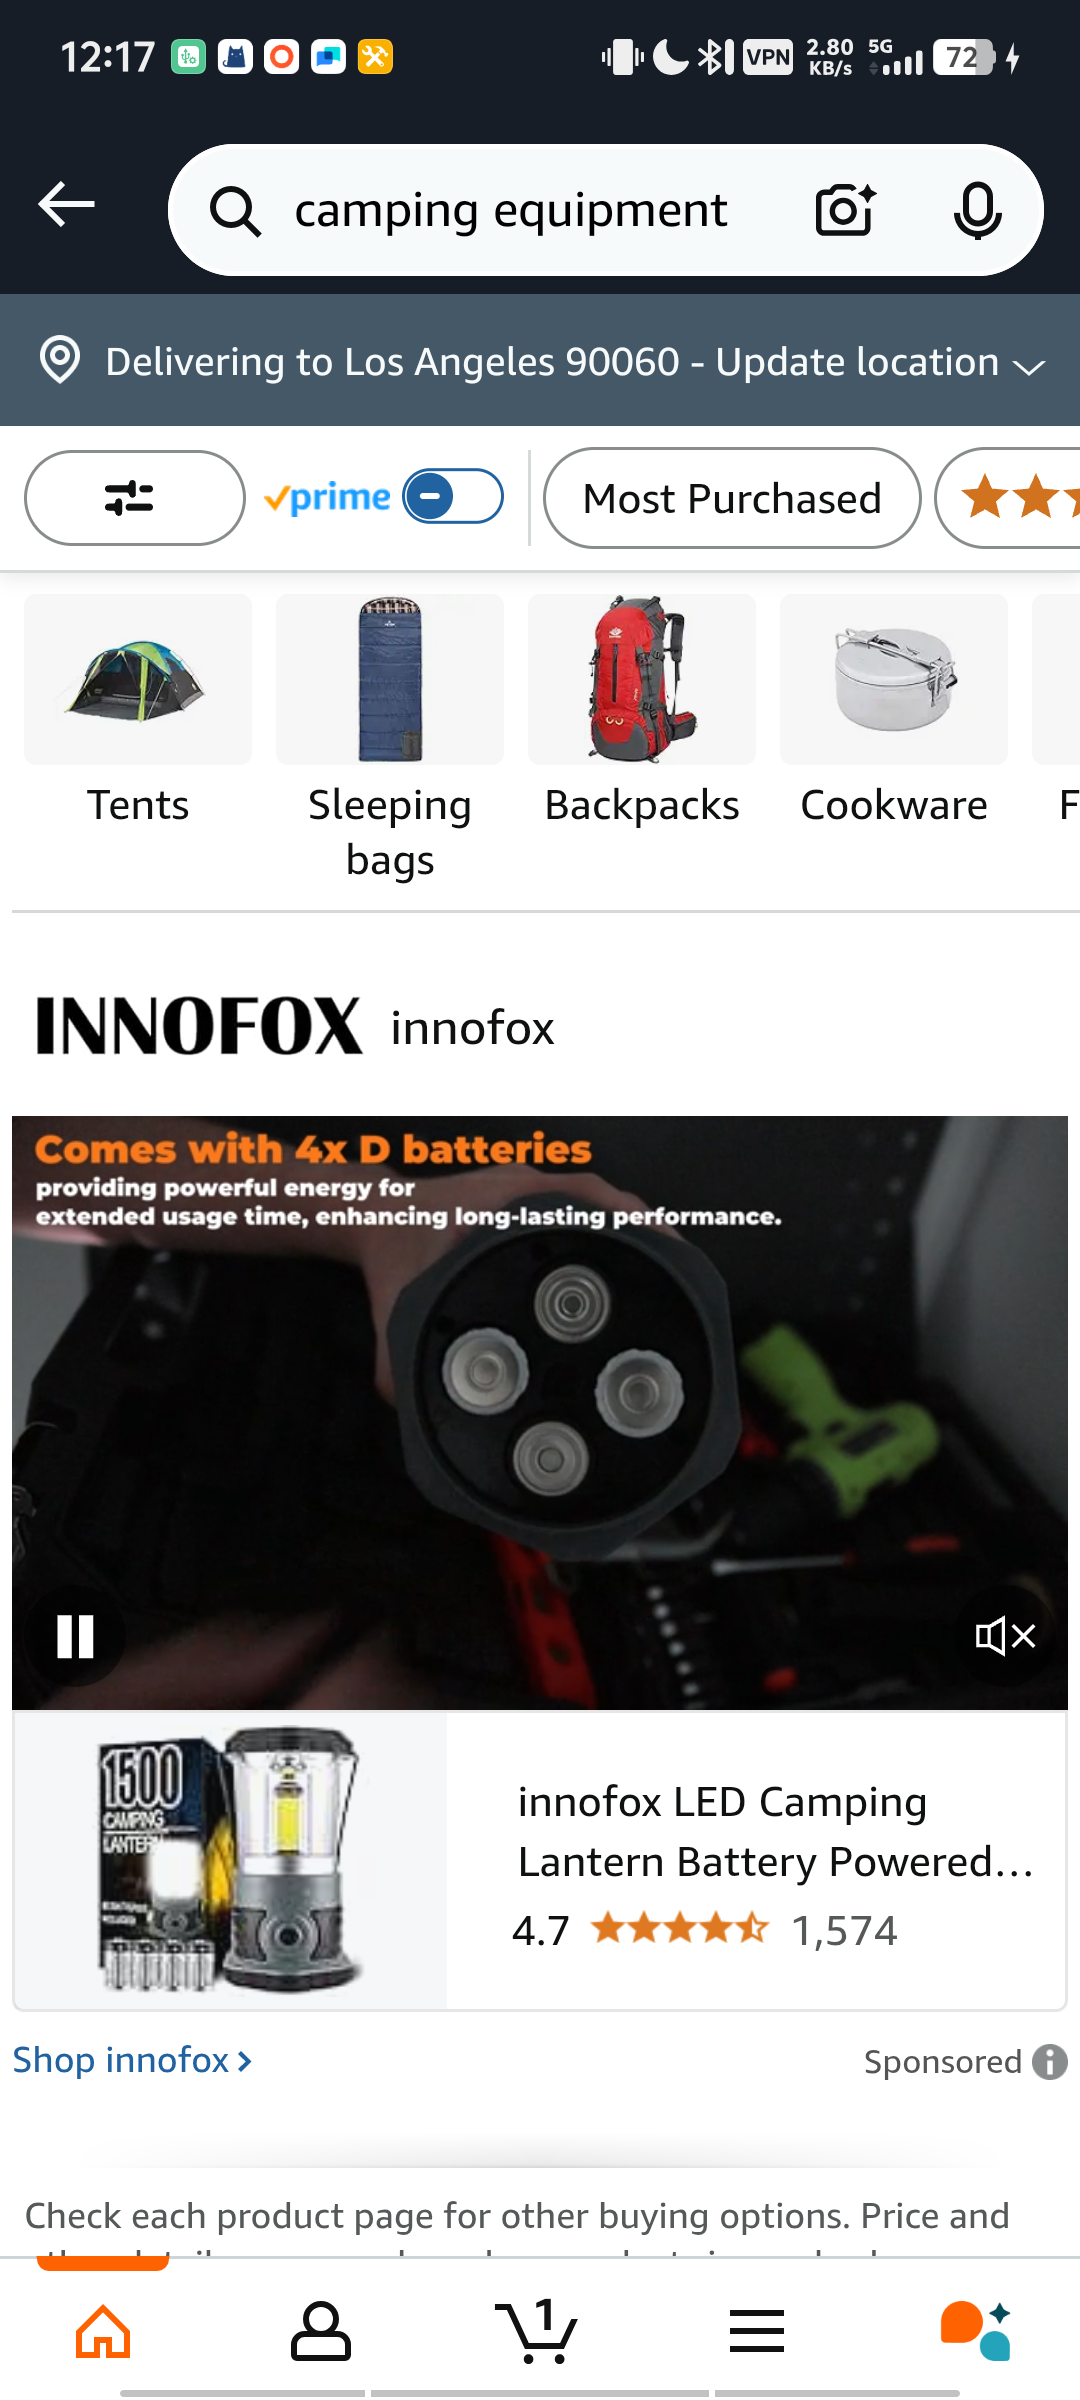 12:17
VPN
2.80 KB/s
5G
72
camping equipment
Delivering to Los Angeles 90060 - Update location
prime
Most Purchased
Tents
Sleeping bags
Backpacks
Cookware
F
INNOFOX innofox
Comes with 4x D batteries
providing powerful energy for
extended usage time, enhancing long-lasting performance.
1500
CAMPING
LANTERN
innofox LED Camping
Lantern Battery Powered...
4.7 1,574
Shop innofox
Sponsored
Check each product page for other buying options. Price and
1